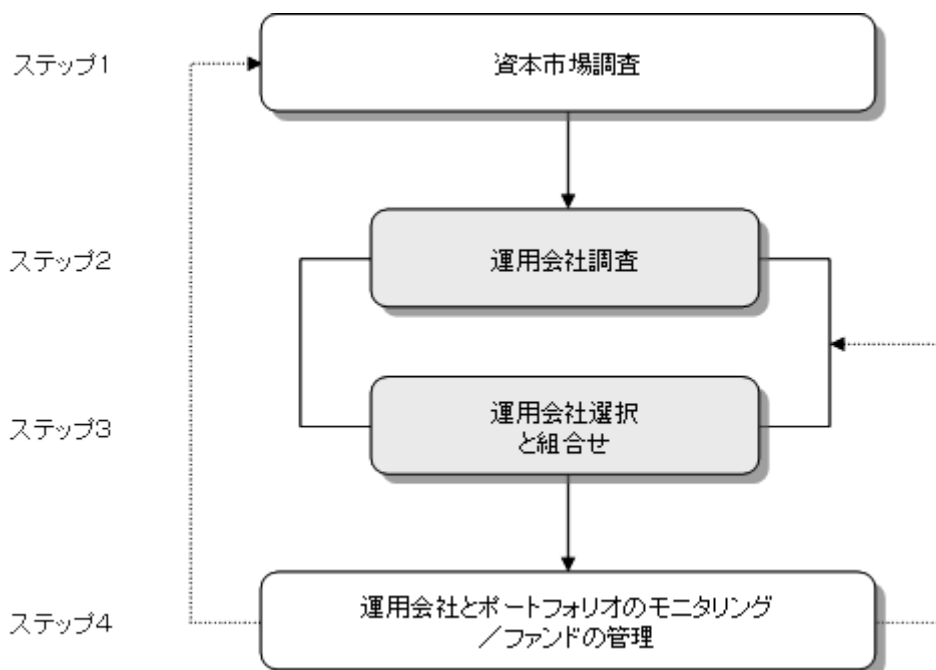 ステップ1
資本市場調査
ステップ2
運用会社調査
ステップ3
運用会社選択
と組合せ
ステップ4
運用会社とポートフォリオのモニタリング
／ファンドの管理